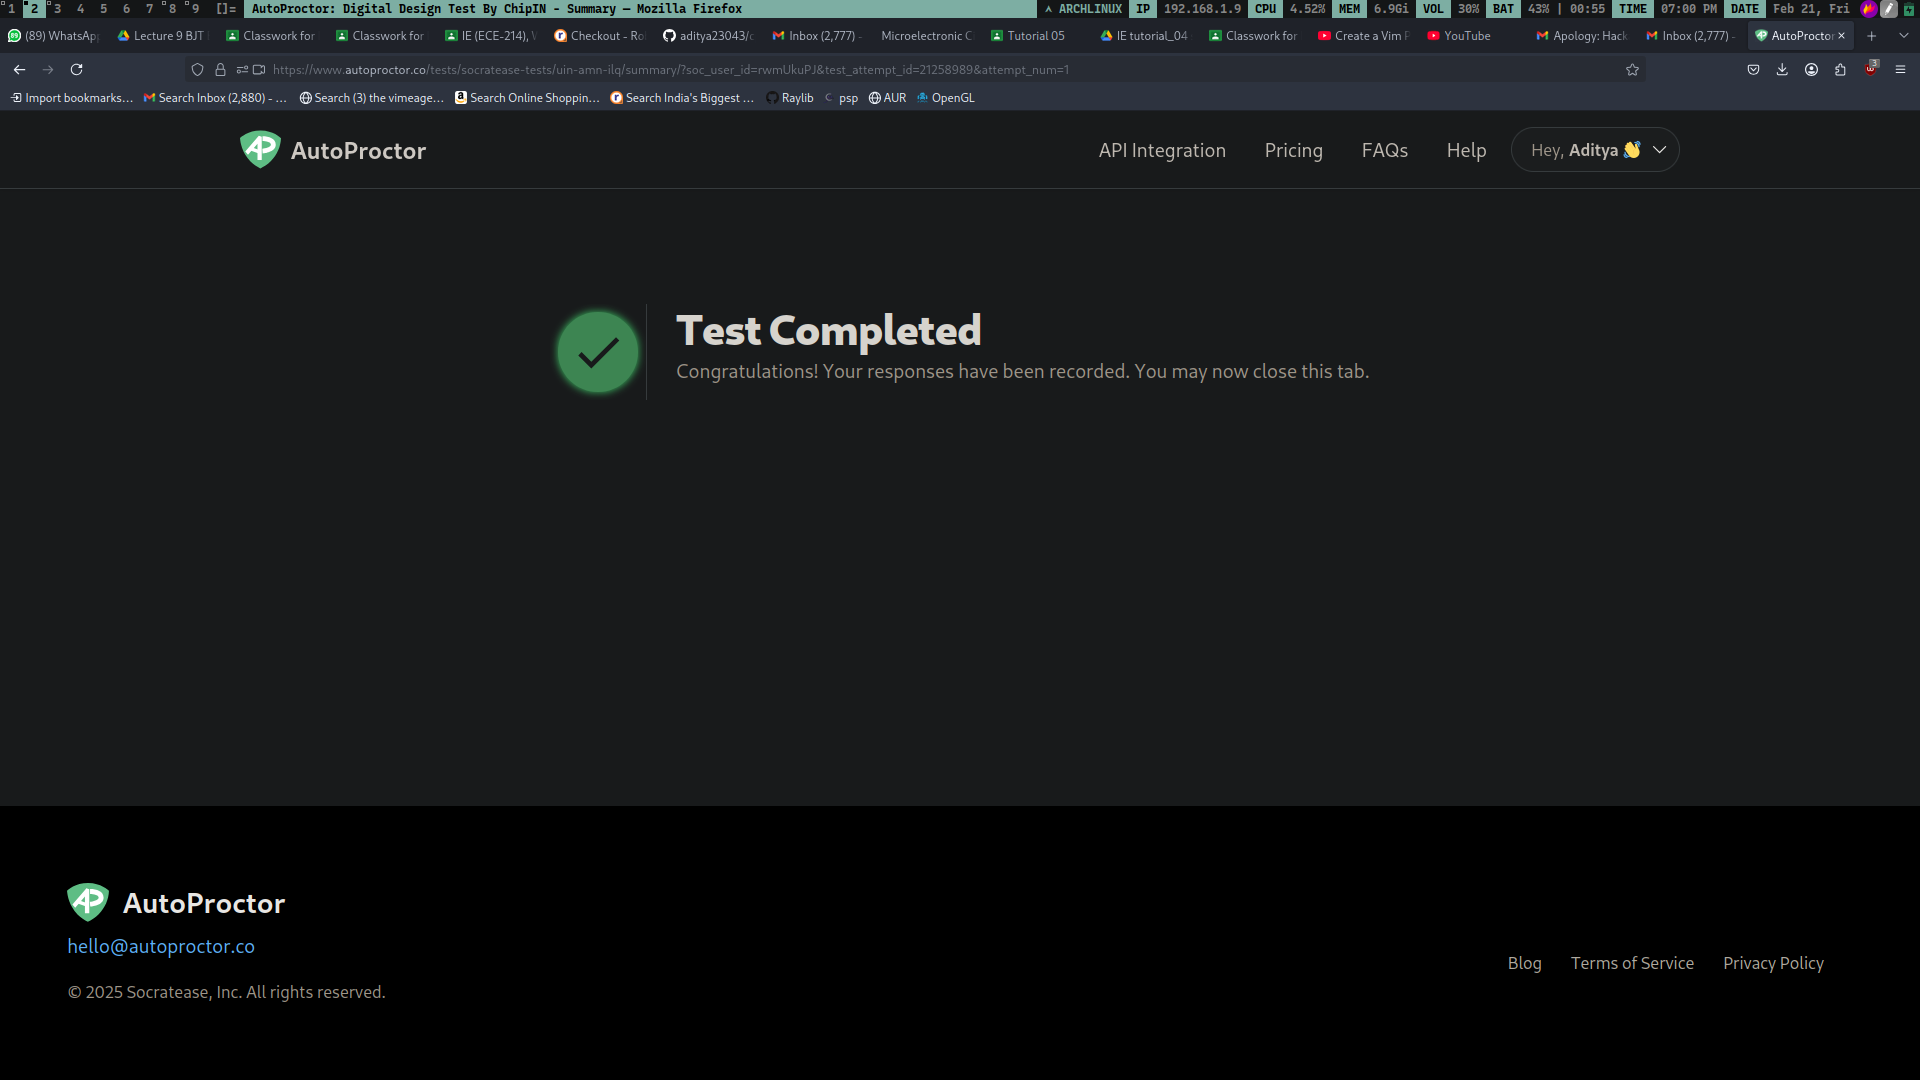 1 2 3 4 5 6 7 8 9 []= AutoProctor: Digital Design Test By ChipIN - Summary — Mozilla Firefox ARCHLINUX IP 192.168.1.9 CPU 4.52% MEM 6.9Gi VOL 30% BAT 43% | 00:55 TIME 07:00 PM DATE Feb 21, Fri
(89) WhatsApp Lecture 9 BJT Classwork for Classwork for IE (ECE-214), Checkout - Ro aditya23043/ Inbox (2,777) - Microelectronic C Tutorial 05 IE tutorial_04 Classwork for Create a Vim YouTube Apology: Hack Inbox (2,777) - AutoProctor
https://www.autoproctor.co/tests/socratease-tests/uin-amn-ilq/summary/?soc_user_id=rwmUkuPJ&test_attempt_id=21258989&attempt_num=1 3
Import bookmarks... Search Inbox (2,880) - ... Search (3) the vimeage... Search Online Shoppin... Search India's Biggest ... Raylib psp AUR OpenGL
AutoProctor API Integration Pricing FAQs Help Hey, Aditya 👋
Test Completed
Congratulations! Your responses have been recorded. You may now close this tab.
AutoProctor
hello@autoproctor.co
Blog Terms of Service Privacy Policy
© 2025 Socratease, Inc. All rights reserved.